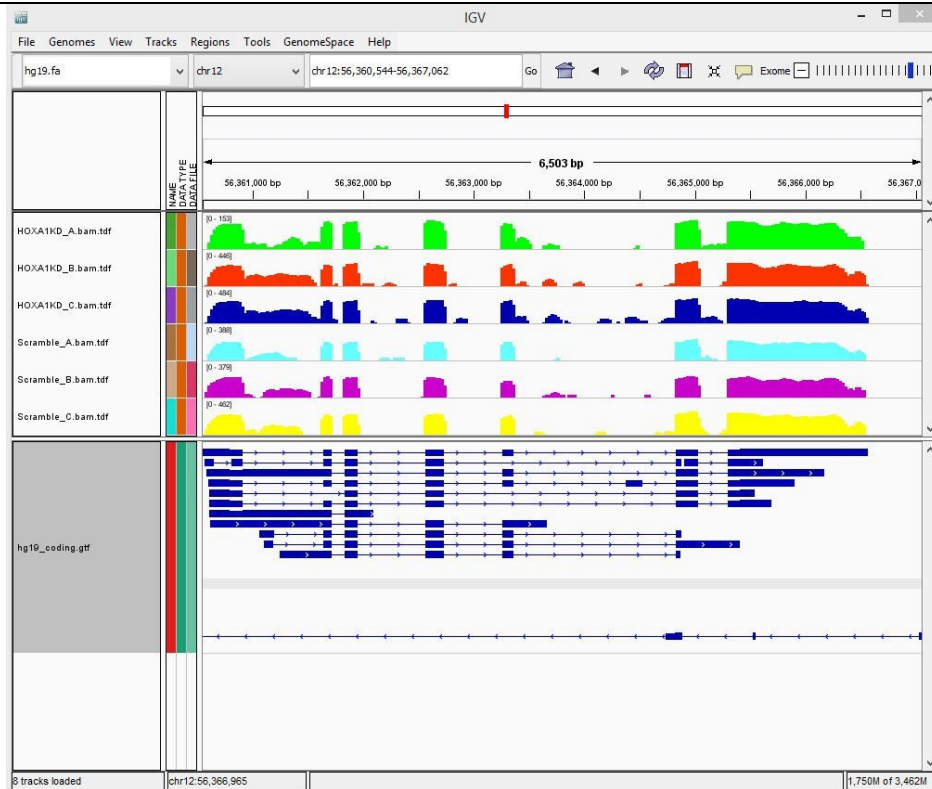 IGV
File Genomes View Tracks Regions Tools GenomeSpace Help
hg19.fa chr12 chr12:56,360,544-56,367,062 Go Exome
NAME
DATA TYPE
DATA FILE
6,503 bp
56,361,000 bp 56,362,000 bp 56,363,000 bp 56,364,000 bp 56,365,000 bp 56,366,000 bp 56,367,0
[0 - 153]
HOXA1KD_A.bam.tdf
[0 - 446]
HOXA1KD_B.bam.tdf
[0 - 484]
HOXA1KD_C.bam.tdf
[0 - 388]
Scramble_A.bam.tdf
[0 - 379]
Scramble_B.bam.tdf
[0 - 462]
Scramble_C.bam.tdf
hg19_coding.gtf
8 tracks loaded chr12:56,366,965 1,750M of 3,462M